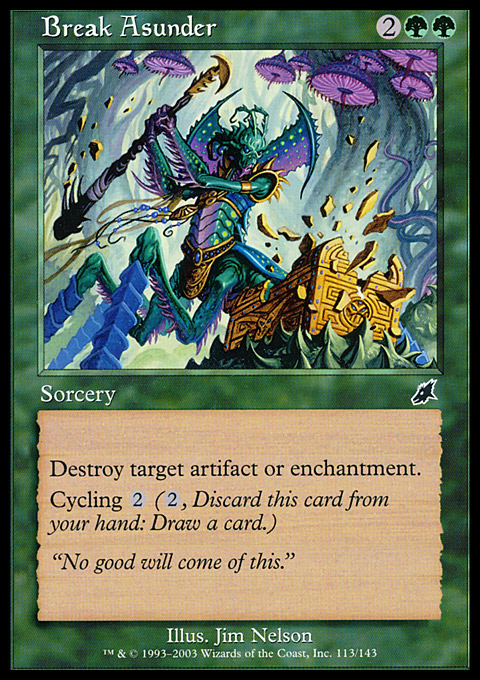 Break Asunder 2
Sorcery
Destroy target artifact or enchantment.
Cycling 2 (2, Discard this card from
your hand: Draw a card.)
“No good will come of this.”
Illus. Jim Nelson
™ & © 1993–2003 Wizards of the Coast, Inc. 113/143